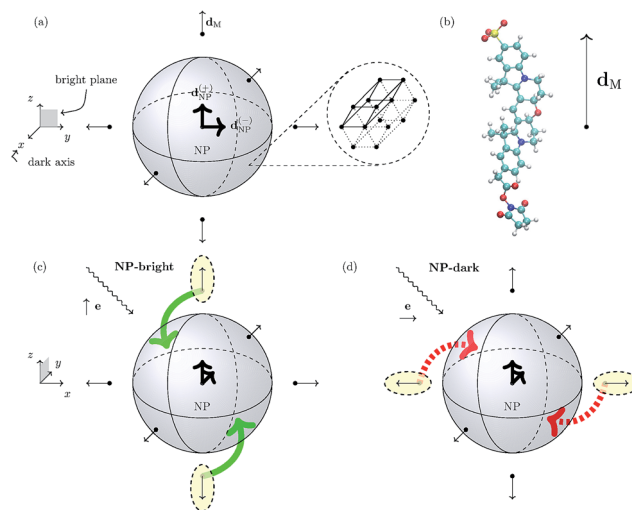 (a)
d_M
(b)
bright plane
z
x
y
dark axis
d_NP^(+)
d_NP^(−)
NP
d_M
(c)
NP-bright
e
z
y
x
NP
(d)
NP-dark
e
NP